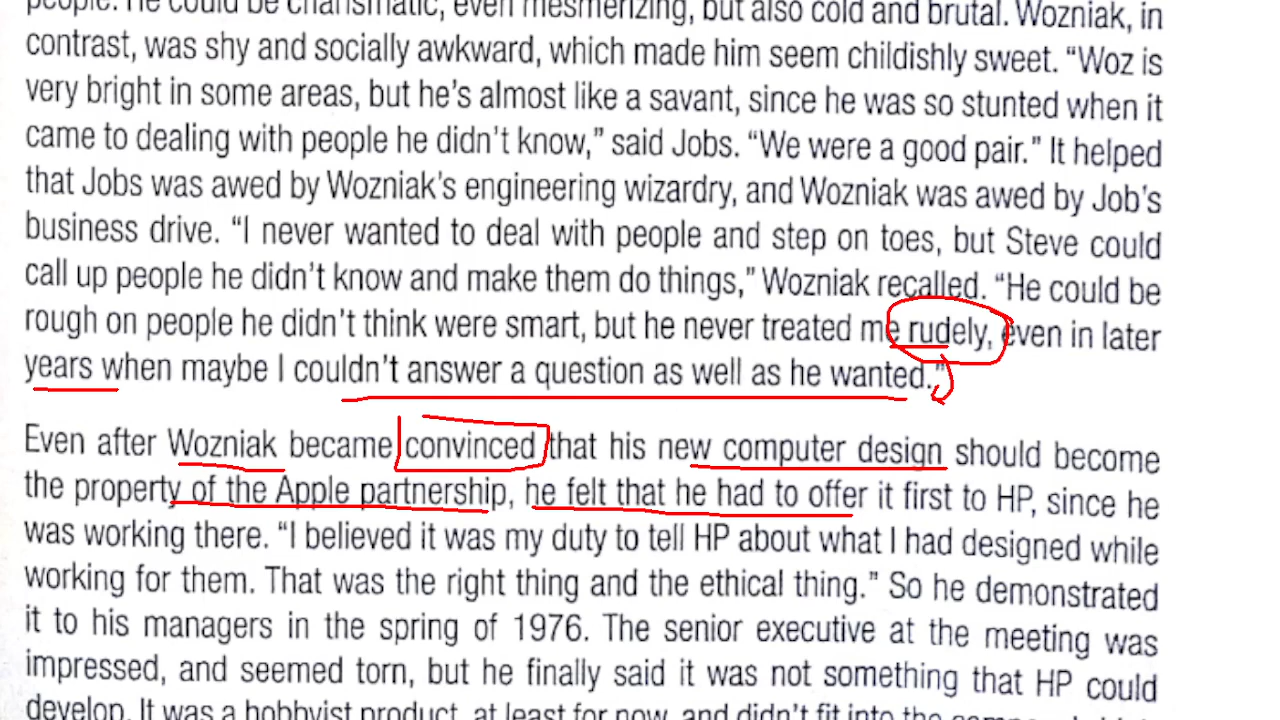 people. He could be charismatic, even mesmerizing, but also cold and brutal. Wozniak, in
contrast, was shy and socially awkward, which made him seem childishly sweet. “Woz is
very bright in some areas, but he’s almost like a savant, since he was so stunted when it
came to dealing with people he didn’t know,” said Jobs. “We were a good pair.” It helped
that Jobs was awed by Wozniak’s engineering wizardry, and Wozniak was awed by Job’s
business drive. “I never wanted to deal with people and step on toes, but Steve could
call up people he didn’t know and make them do things,” Wozniak recalled. “He could be
rough on people he didn’t think were smart, but he never treated me rudely, even in later
years when maybe I couldn’t answer a question as well as he wanted.”
Even after Wozniak became convinced that his new computer design should become
the property of the Apple partnership, he felt that he had to offer it first to HP, since he
was working there. “I believed it was my duty to tell HP about what I had designed while
working for them. That was the right thing and the ethical thing.” So he demonstrated
it to his managers in the spring of 1976. The senior executive at the meeting was
impressed, and seemed torn, but he finally said it was not something that HP could
develop. It was a hobbyist product, at least for now, and didn’t fit into the